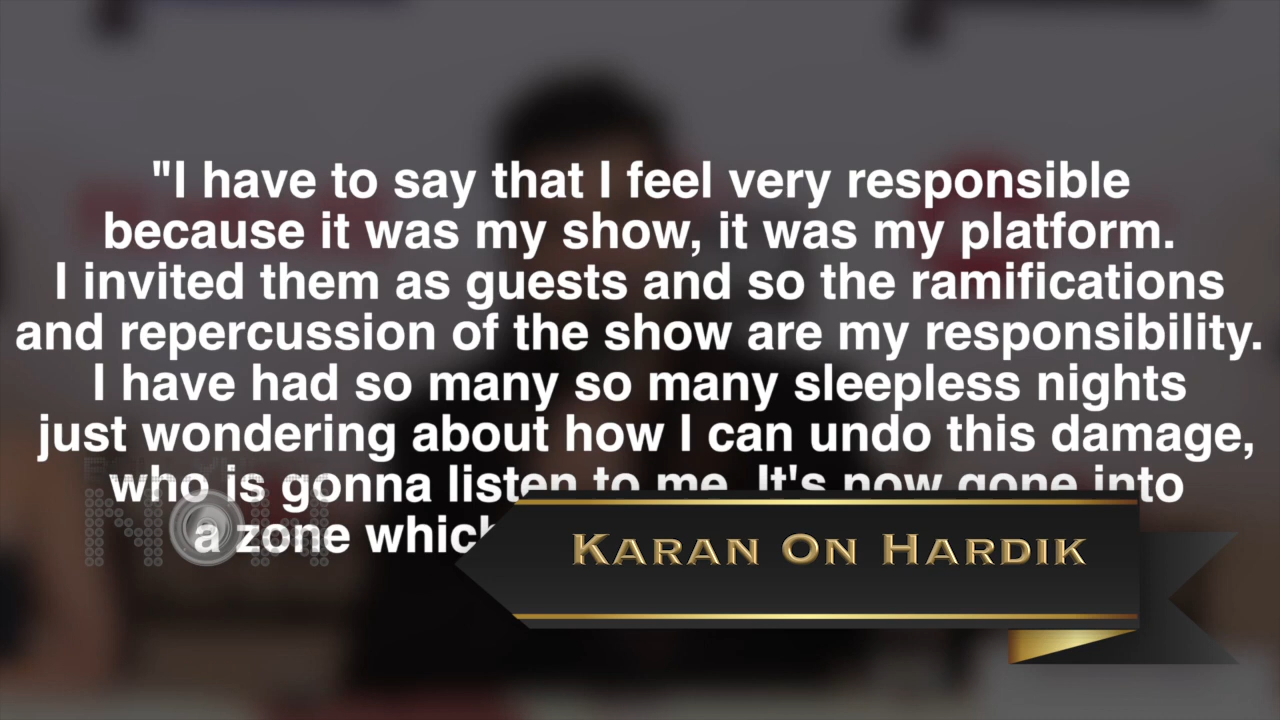 "I have to say that I feel very responsible
because it was my show, it was my platform.
I invited them as guests and so the ramifications
and repercussion of the show are my responsibility.
I have had so many so many sleepless nights
just wondering about how I can undo this damage,
who is gonna listen to me. It's now gone into
a zone which
KARAN ON HARDIK
NOW